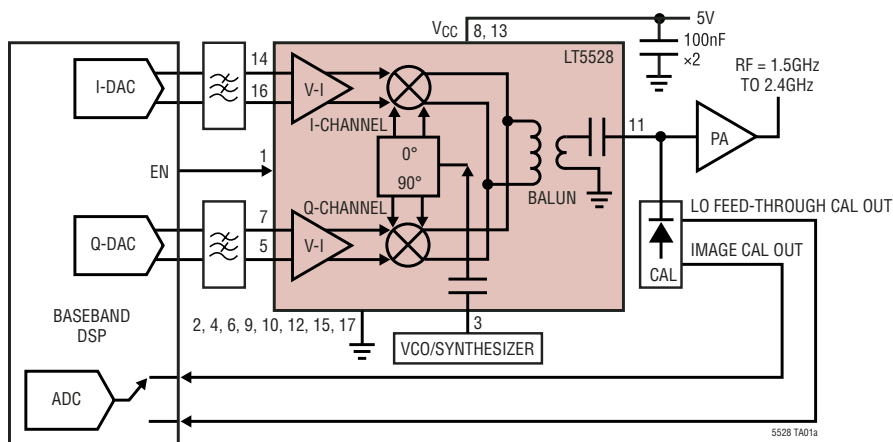 VCC
8, 13
5V
100nF
×2
LT5528
RF = 1.5GHz
TO 2.4GHz
I-DAC
14
16
V-I
I-CHANNEL
EN
1
0°
90°
BALUN
11
PA
Q-CHANNEL
Q-DAC
7
5
V-I
LO FEED-THROUGH CAL OUT
IMAGE CAL OUT
CAL
BASEBAND
DSP
2, 4, 6, 9, 10, 12, 15, 17
3
VCO/SYNTHESIZER
ADC
5528 TA01a